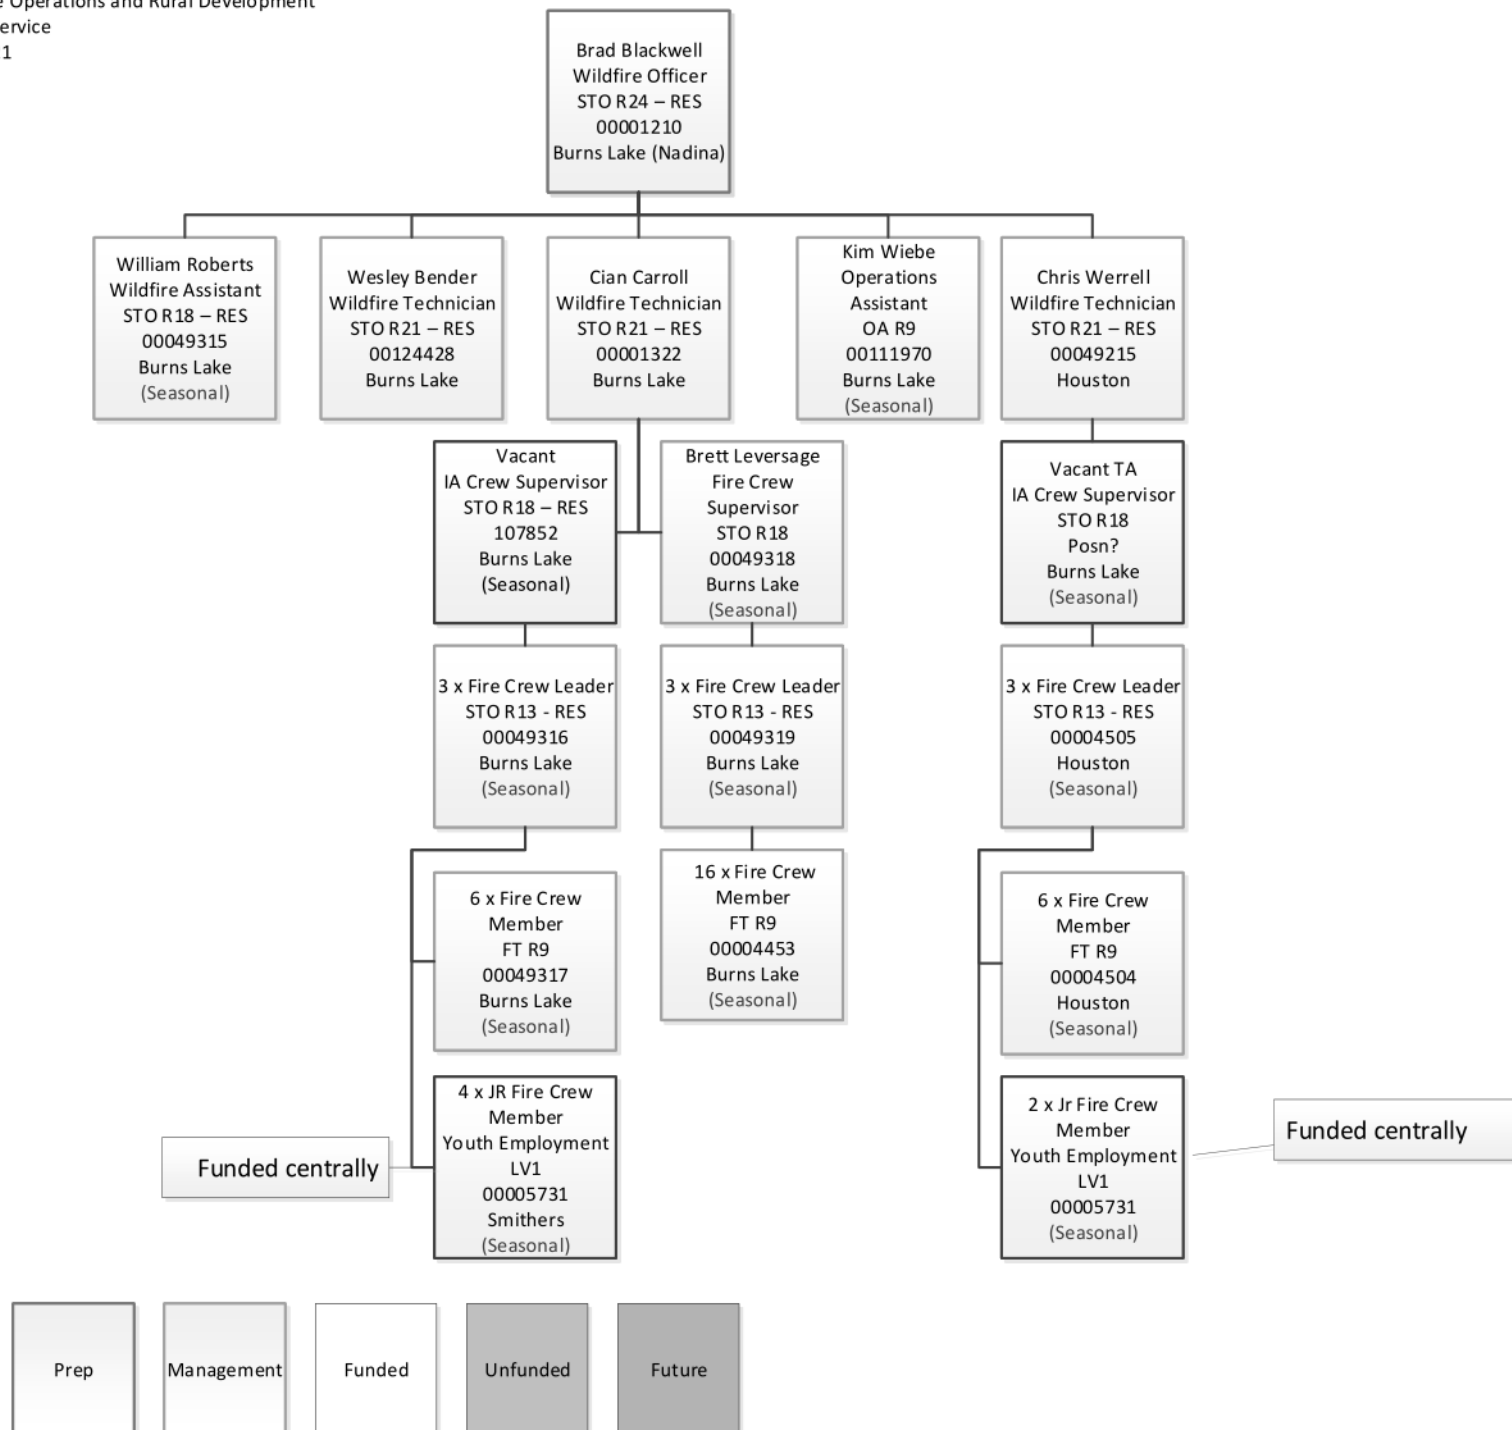 Operations and Rural Development
ervice
1
Brad Blackwell
Wildfire Officer
STO R24 – RES
00001210
Burns Lake (Nadina)
William Roberts
Wildfire Assistant
STO R18 – RES
00049315
Burns Lake
(Seasonal)
Wesley Bender
Wildfire Technician
STO R21 – RES
00124428
Burns Lake
Cian Carroll
Wildfire Technician
STO R21 – RES
00001322
Burns Lake
Kim Wiebe
Operations
Assistant
OA R9
00111970
Burns Lake
(Seasonal)
Chris Werrell
Wildfire Technician
STO R21 – RES
00049215
Houston
Vacant
IA Crew Supervisor
STO R18 – RES
107852
Burns Lake
(Seasonal)
Brett Leversage
Fire Crew
Supervisor
STO R18
00049318
Burns Lake
(Seasonal)
Vacant TA
IA Crew Supervisor
STO R18
Posn?
Burns Lake
(Seasonal)
3 x Fire Crew Leader
STO R13 - RES
00049316
Burns Lake
(Seasonal)
3 x Fire Crew Leader
STO R13 - RES
00049319
Burns Lake
(Seasonal)
3 x Fire Crew Leader
STO R13 - RES
00004505
Houston
(Seasonal)
6 x Fire Crew
Member
FT R9
00049317
Burns Lake
(Seasonal)
16 x Fire Crew
Member
FT R9
00004453
Burns Lake
(Seasonal)
6 x Fire Crew
Member
FT R9
00004504
Houston
(Seasonal)
4 x JR Fire Crew
Member
Youth Employment
LV1
00005731
Smithers
(Seasonal)
2 x Jr Fire Crew
Member
Youth Employment
LV1
00005731
(Seasonal)
Funded centrally
Funded centrally
Prep
Management
Funded
Unfunded
Future